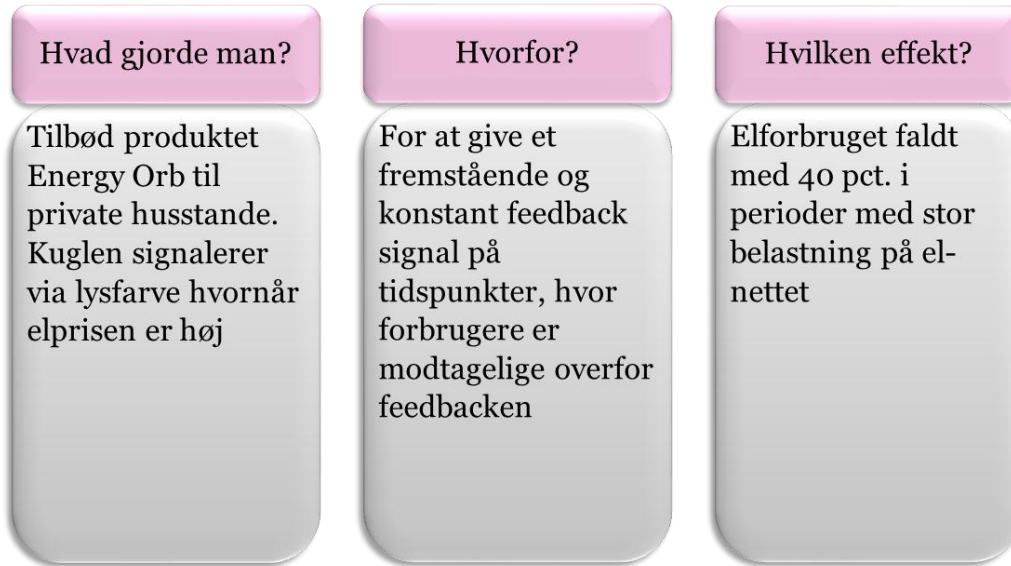 Hvad gjorde man?
Tilbød produktet
Energy Orb til
private husstande.
Kuglen signalerer
via lysfarve hvornår
elprisen er høj
Hvorfor?
For at give et
fremstående og
konstant feedback
signal på
tidspunkter, hvor
forbrugere er
modtagelige overfor
feedbacken
Hvilken effekt?
Elforbruget faldt
med 40 pct. i
perioder med stor
belastning på el-
nettet